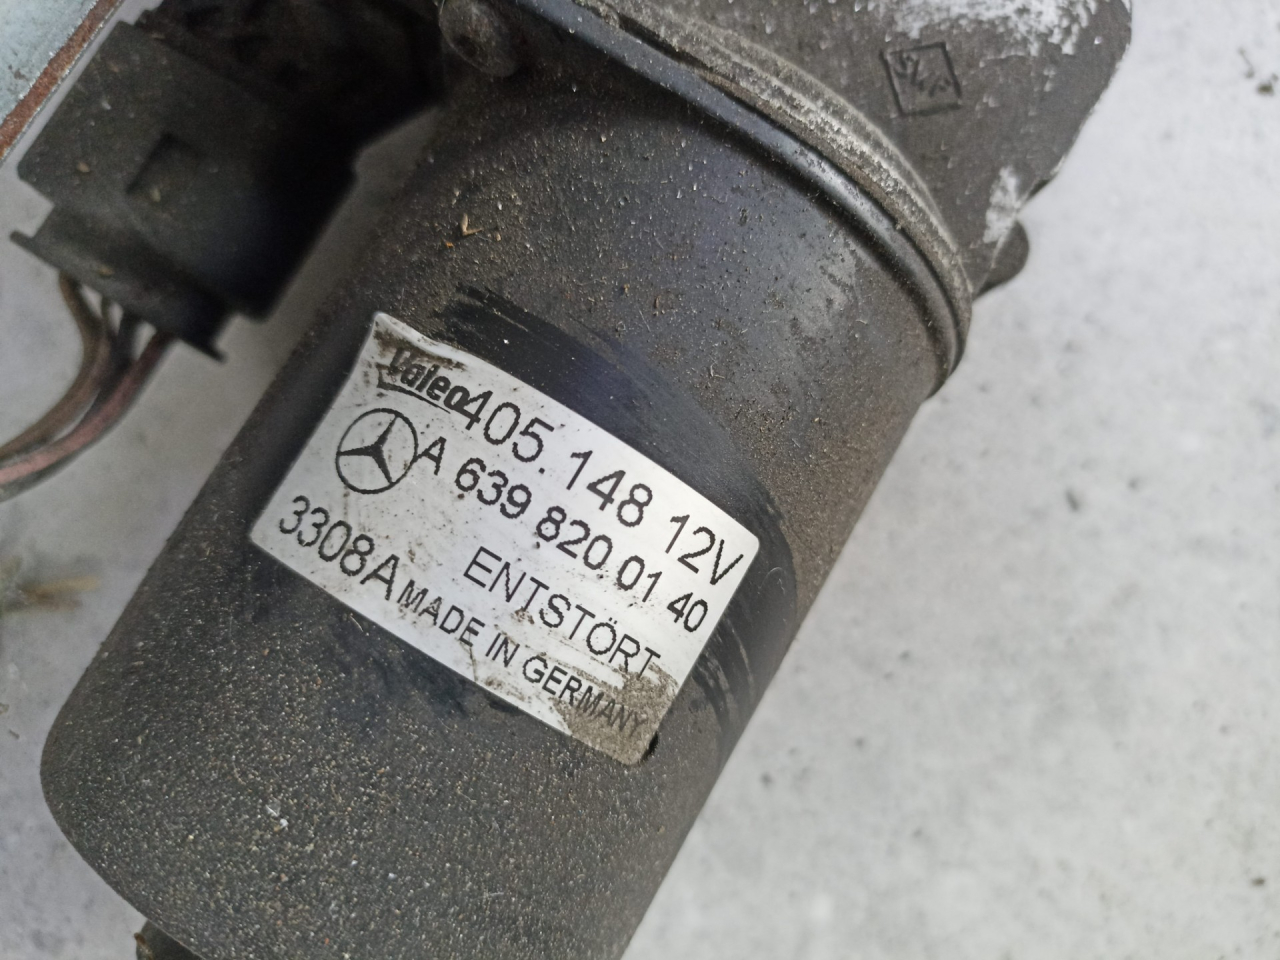 Valeo 405.148 12V
A 639 820 01 40
ENTSTÖRT
3308A MADE IN GERMANY